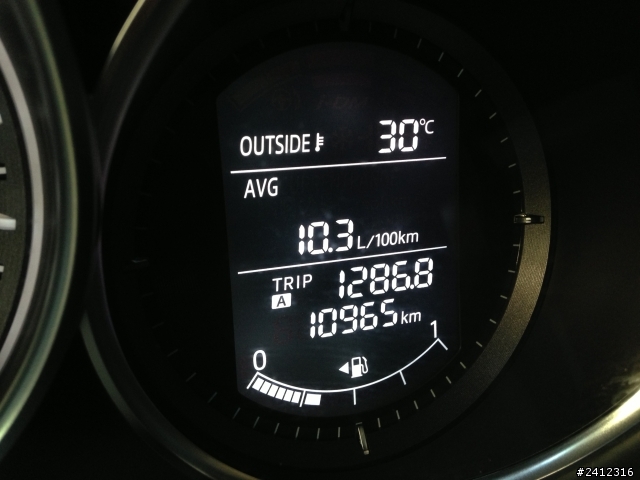 OUTSIDE 30°C
AVG
10.3 L/100km
TRIP A 1286.8
10965 km
0 1
#2412316